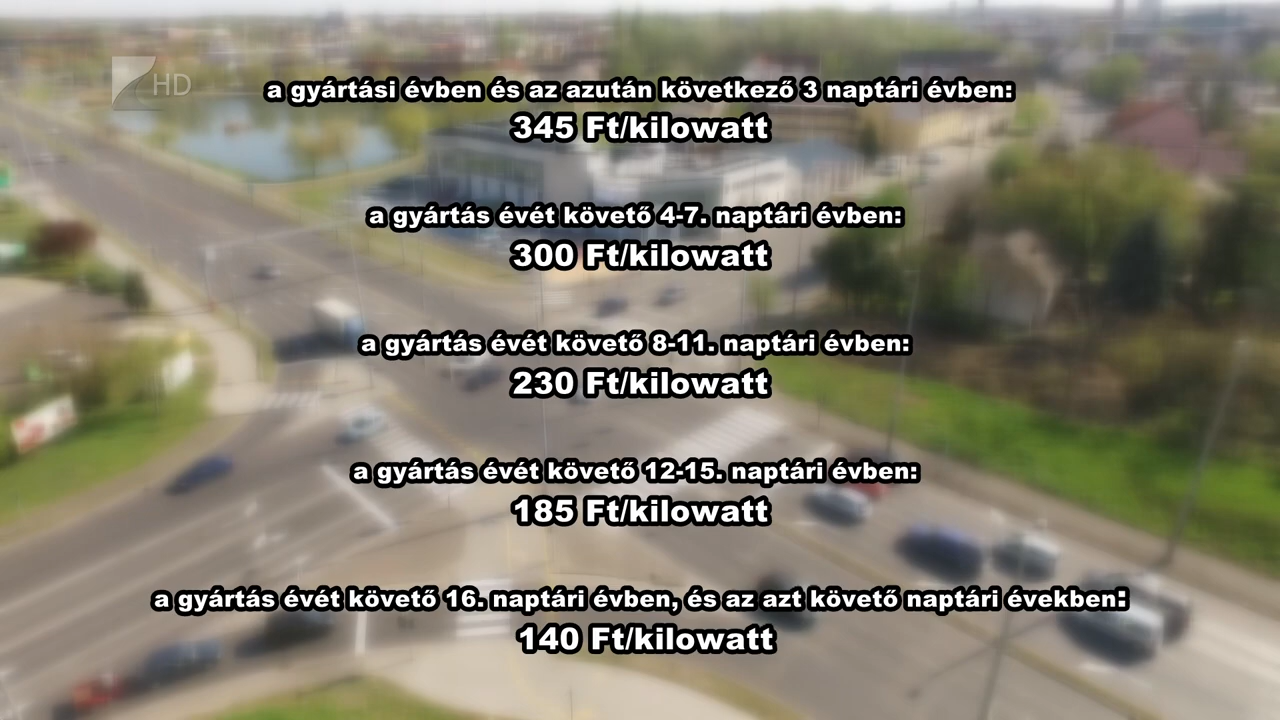 HD
a gyártási évben és az azután következő 3 naptári évben:
345 Ft/kilowatt
a gyártás évét követő 4-7. naptári évben:
300 Ft/kilowatt
a gyártás évét követő 8-11. naptári évben:
230 Ft/kilowatt
a gyártás évét követő 12-15. naptári évben:
185 Ft/kilowatt
a gyártás évét követő 16. naptári évben, és az azt követő naptári években:
140 Ft/kilowatt